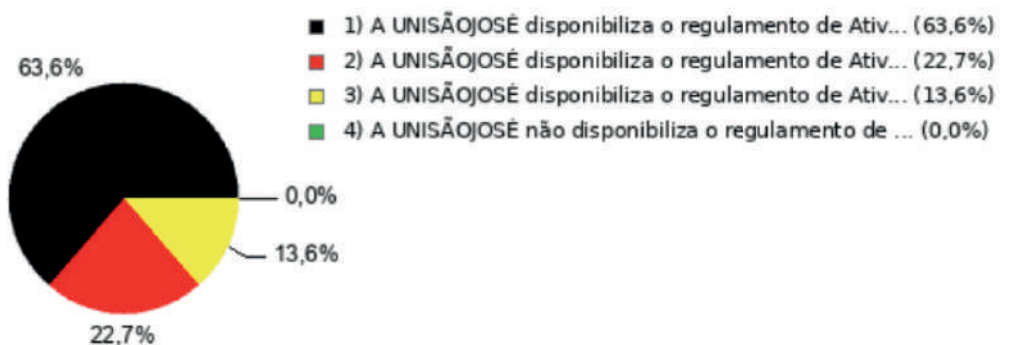 1) A UNISÃOJOSÉ disponibiliza o regulamento de Ativ... (63,6%)
2) A UNISÃOJOSÉ disponibiliza o regulamento de Ativ... (22,7%)
3) A UNISÃOJOSÉ disponibiliza o regulamento de Ativ... (13,6%)
4) A UNISÃOJOSÉ não disponibiliza o regulamento de ... (0,0%)
63,6%
0,0%
13,6%
22,7%